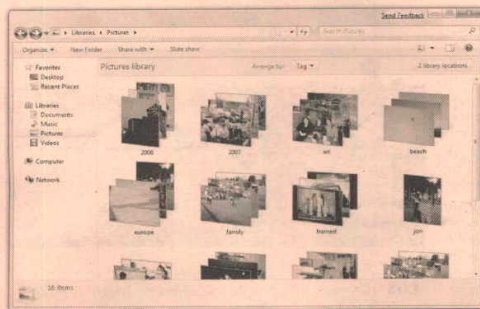 Send Feedback
Libraries ▸ Pictures ▸
Search Pictures
Organize ▾ New Folder Share with ▾ Slide show
Favorites
Desktop
Recent Places
Libraries
Documents
Music
Pictures
Videos
Computer
Network
Pictures library
Arrange by: Tag ▾
2 library locations
2006 2007 art beach
europe family framed jon
16 items